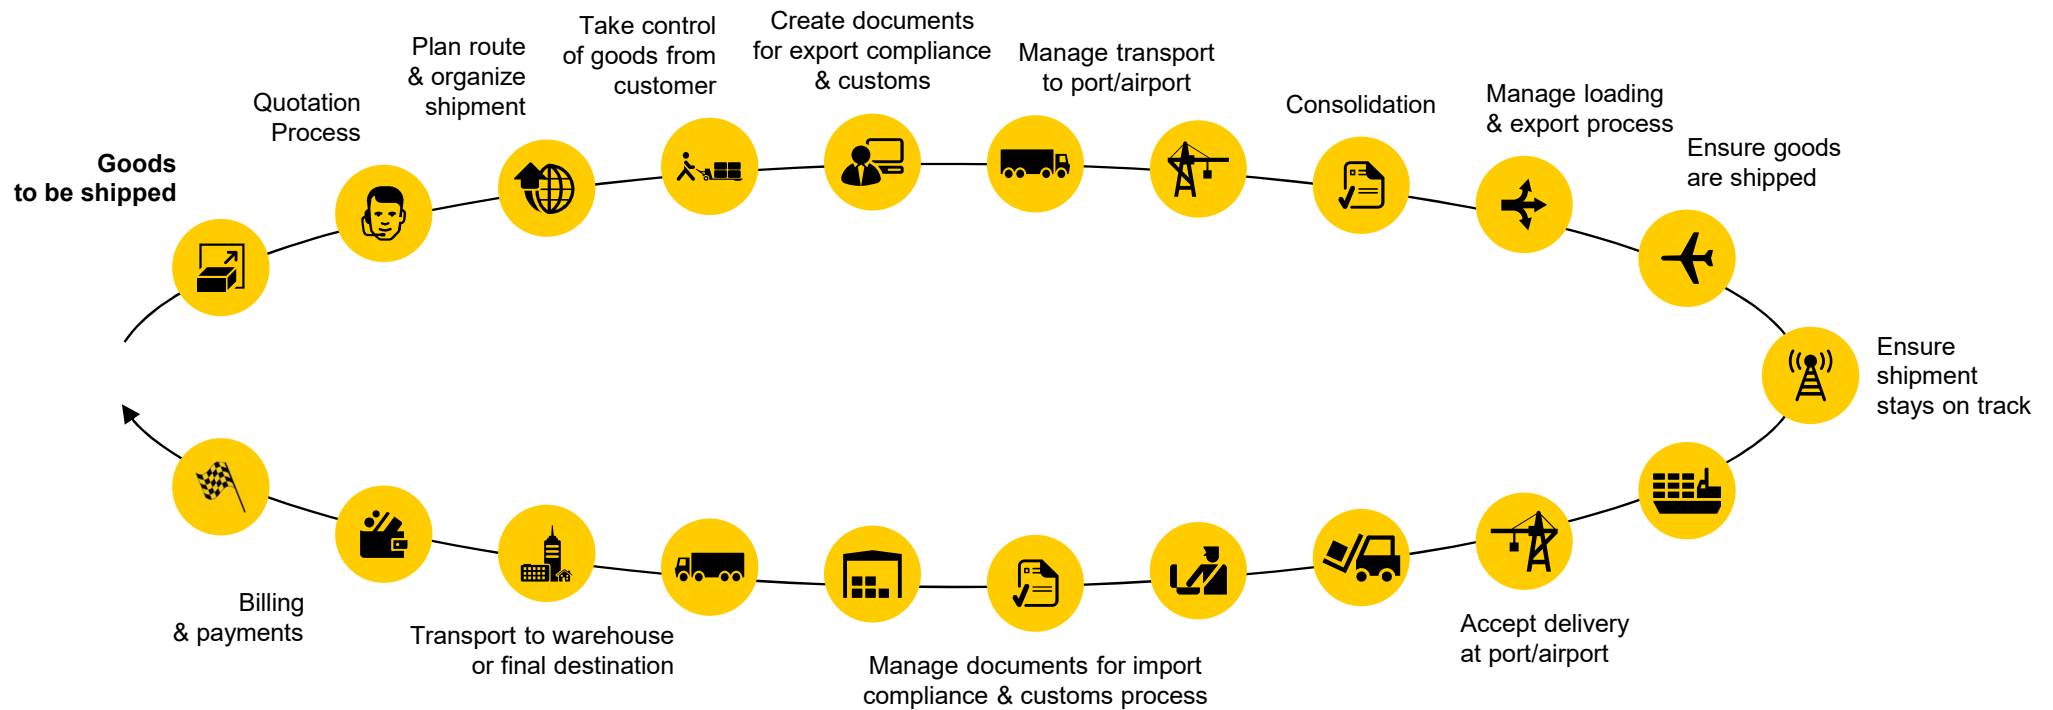 Goods
to be shipped
Quotation
Process
Plan route
& organize
shipment
Take control
of goods from
customer
Create documents
for export compliance
& customs
Manage transport
to port/airport
Consolidation
Manage loading
& export process
Ensure goods
are shipped
Ensure
shipment
stays on track
Accept delivery
at port/airport
Manage documents for import
compliance & customs process
Transport to warehouse
or final destination
Billing
& payments